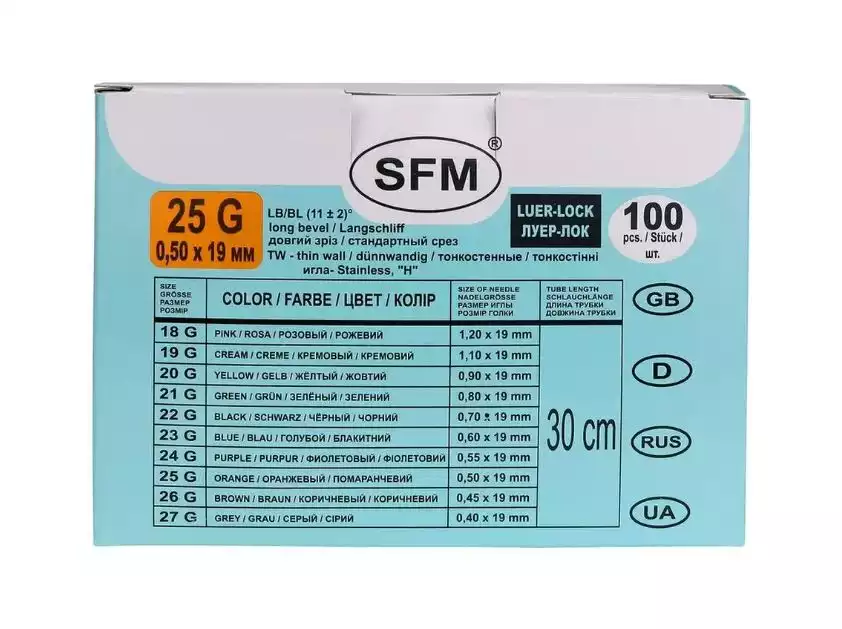 SFM®
25 G
0,50 x 19 мм
LB/BL (11 ± 2)°
long bevel / Langschliff
довгий зріз / стандартный срез
TW - thin wall / dünnwandig / тонкостенные / тонкостінні
игла- Stainless, "H"
LUER-LOCK
ЛУЕР-ЛОК
100
pcs. / Stück /
шт.
SIZE
GRÖSSE
РАЗМЕР
РОЗМІР
COLOR / FARBE / ЦВЕТ / КОЛІР
SIZE OF NEEDLE
NADELGRÖSSE
РАЗМЕР ИГЛЫ
РОЗМІР ГОЛКИ
TUBE LENGTH
SCHLAUCHLÄNGE
ДЛИНА ТРУБКИ
ДОВЖИНА ТРУБКИ
18 G PINK / ROSA / РОЗОВЫЙ / РОЖЕВИЙ 1,20 x 19 mm
19 G CREAM / CREME / КРЕМОВЫЙ / КРЕМОВИЙ 1,10 x 19 mm
20 G YELLOW / GELB / ЖЁЛТЫЙ / ЖОВТИЙ 0,90 x 19 mm
21 G GREEN / GRÜN / ЗЕЛЁНЫЙ / ЗЕЛЕНИЙ 0,80 x 19 mm
22 G BLACK / SCHWARZ / ЧЁРНЫЙ / ЧОРНИЙ 0,70 x 19 mm
23 G BLUE / BLAU / ГОЛУБОЙ / БЛАКИТНИЙ 0,60 x 19 mm
24 G PURPLE / PURPUR / ФИОЛЕТОВЫЙ / ФІОЛЕТОВИЙ 0,55 x 19 mm
25 G ORANGE / ОРАНЖЕВЫЙ / ПОМАРАНЧЕВИЙ 0,50 x 19 mm
26 G BROWN / BRAUN / КОРИЧНЕВЫЙ / КОРИЧНЕВИЙ 0,45 x 19 mm
27 G GREY / GRAU / СЕРЫЙ / СІРИЙ 0,40 x 19 mm
30 cm
GB
D
RUS
UA